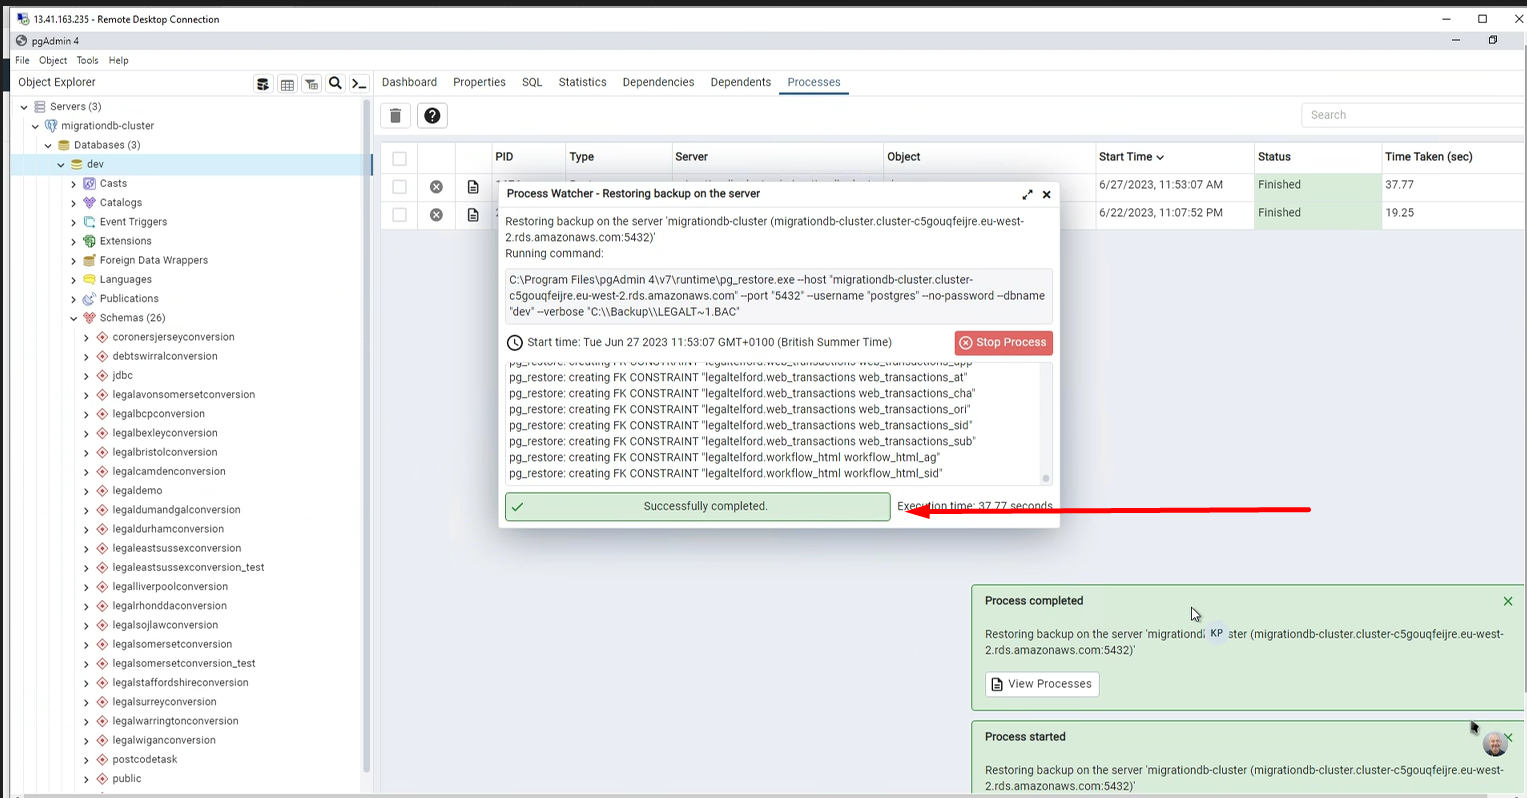 13.41.163.235 - Remote Desktop Connection
pgAdmin 4
File Object Tools Help
Object Explorer
Dashboard Properties SQL Statistics Dependencies Dependents Processes
Search
Servers (3)
migrationdb-cluster
Databases (3)
dev
Casts
Catalogs
Event Triggers
Extensions
Foreign Data Wrappers
Languages
Publications
Schemas (26)
coronersjerseyconversion
debtswirralconversion
jdbc
legalavonsomersetconversion
legalbcpconversion
legalbexleyconversion
legalbristolconversion
legalcamdenconversion
legaldemo
legaldumandgalconversion
legaldurhamconversion
legaleastsussexconversion
legaleastsussexconversion_test
legalliverpoolconversion
legalrhonddaconversion
legalsojlawconversion
legalsomersetconversion
legalsomersetconversion_test
legalstaffordshireconversion
legalsurreyconversion
legalwarringtonconversion
legalwiganconversion
postcodetask
public
PID Type Server Object Start Time Status Time Taken (sec)
6/27/2023, 11:53:07 AM Finished 37.77
6/22/2023, 11:07:52 PM Finished 19.25
Process Watcher - Restoring backup on the server
Restoring backup on the server 'migrationdb-cluster (migrationdb-cluster.cluster-c5gouqfeijre.eu-west-
2.rds.amazonaws.com:5432)'
Running command:
C:\Program Files\pgAdmin 4\v7\runtime\pg_restore.exe --host "migrationdb-cluster.cluster-
c5gouqfeijre.eu-west-2.rds.amazonaws.com" --port "5432" --username "postgres" --no-password --dbname
"dev" --verbose "C:\\Backup\\LEGALT~1.BAC"
Start time: Tue Jun 27 2023 11:53:07 GMT+0100 (British Summer Time)
Stop Process
pg_restore: creating FK CONSTRAINT "legaltelford.web_transactions web_transactions_app"
pg_restore: creating FK CONSTRAINT "legaltelford.web_transactions web_transactions_at"
pg_restore: creating FK CONSTRAINT "legaltelford.web_transactions web_transactions_cha"
pg_restore: creating FK CONSTRAINT "legaltelford.web_transactions web_transactions_ori"
pg_restore: creating FK CONSTRAINT "legaltelford.web_transactions web_transactions_sid"
pg_restore: creating FK CONSTRAINT "legaltelford.web_transactions web_transactions_sub"
pg_restore: creating FK CONSTRAINT "legaltelford.workflow_html workflow_html_ag"
pg_restore: creating FK CONSTRAINT "legaltelford.workflow_html workflow_html_sid"
Successfully completed.
Execution time: 37.77 seconds
Process completed
Restoring backup on the server (migrationdb-cluster.cluster-c5gouqfeijre.eu-west-
2.rds.amazonaws.com:5432)'
KP
View Processes
Process started
Restoring backup on the server 'migrationdb-cluster (migrationdb-cluster.cluster-c5gouqfeijre.eu-west-
2.rds.amazonaws.com:5432)'